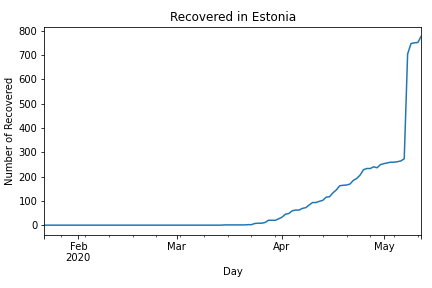 Recovered in Estonia
Number of Recovered
800
700
600
500
400
300
200
100
0
Feb
2020
Mar
Apr
May
Day